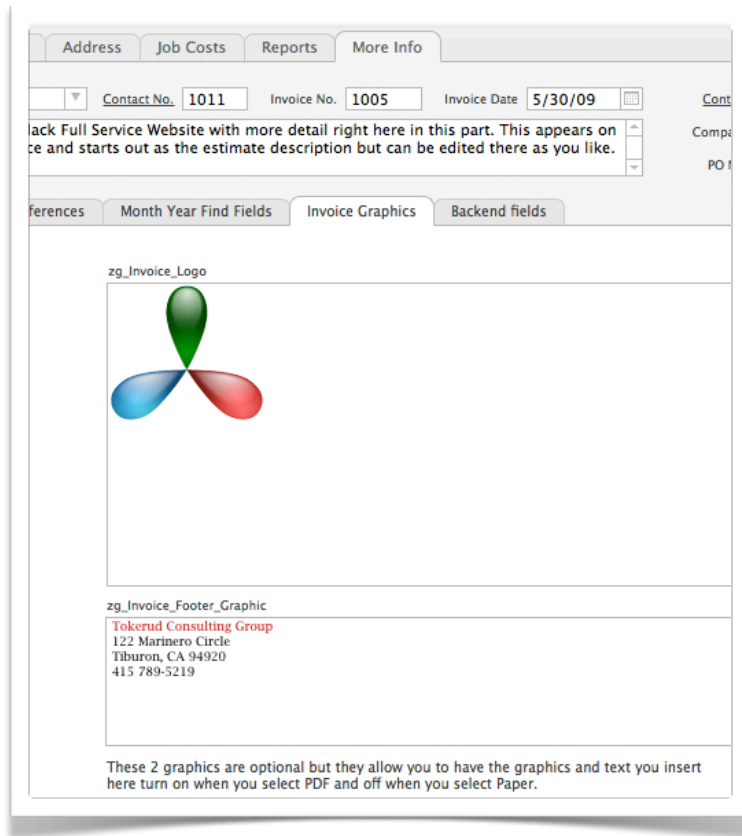 Address Job Costs Reports More Info
Contact No. 1011 Invoice No. 1005 Invoice Date 5/30/09
Full Service Website with more detail right here in this part. This appears on
and starts out as the estimate description but can be edited there as you like.
PO
Month Year Find Fields Invoice Graphics Backend fields
zg_Invoice_Logo
zg_Invoice_Footer_Graphic
Tokerud Consulting Group
122 Marinero Circle
Tiburon, CA 94920
415 789-5219
These 2 graphics are optional but they allow you to have the graphics and text you insert
here turn on when you select PDF and off when you select Paper.